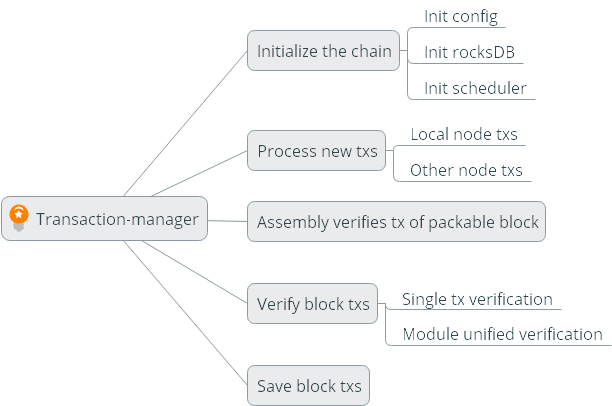 Transaction-manager
Initialize the chain
Init config
Init rocksDB
Init scheduler
Process new txs
Local node txs
Other node txs
Assembly verifies tx of packable block
Verify block txs
Single tx verification
Module unified verification
Save block txs